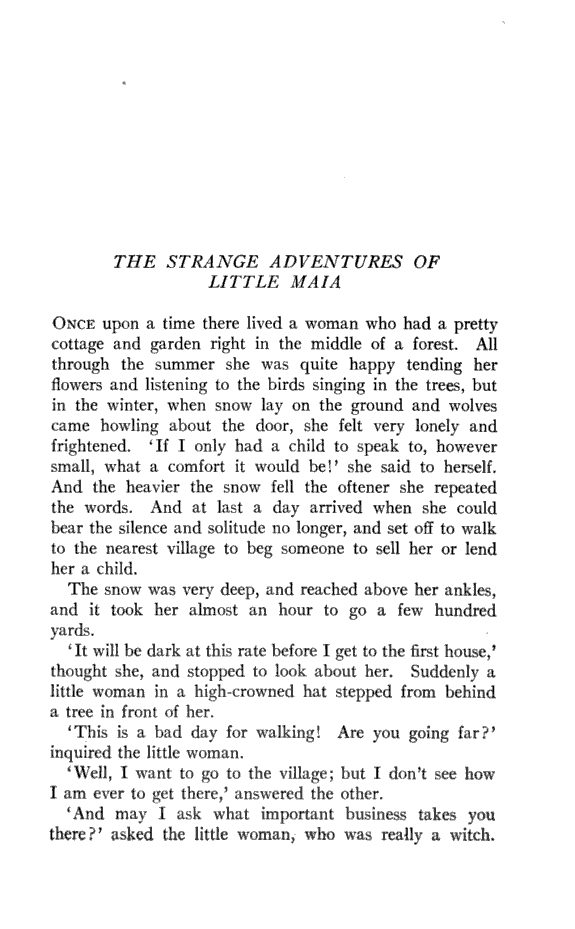 THE STRANGE ADVENTURES OF
LITTLE MAIA
ONCE upon a time there lived a woman who had a pretty
cottage and garden right in the middle of a forest. All
through the summer she was quite happy tending her
flowers and listening to the birds singing in the trees, but
in the winter, when snow lay on the ground and wolves
came howling about the door, she felt very lonely and
frightened. ‘If I only had a child to speak to, however
small, what a comfort it would be!’ she said to herself.
And the heavier the snow fell the oftener she repeated
the words. And at last a day arrived when she could
bear the silence and solitude no longer, and set off to walk
to the nearest village to beg someone to sell her or lend
her a child.
The snow was very deep, and reached above her ankles,
and it took her almost an hour to go a few hundred
yards.
‘It will be dark at this rate before I get to the first house,’
thought she, and stopped to look about her. Suddenly a
little woman in a high-crowned hat stepped from behind
a tree in front of her.
‘This is a bad day for walking! Are you going far?’
inquired the little woman.
‘Well, I want to go to the village; but I don’t see how
I am ever to get there,’ answered the other.
‘And may I ask what important business takes you
there?’ asked the little woman, who was really a witch.